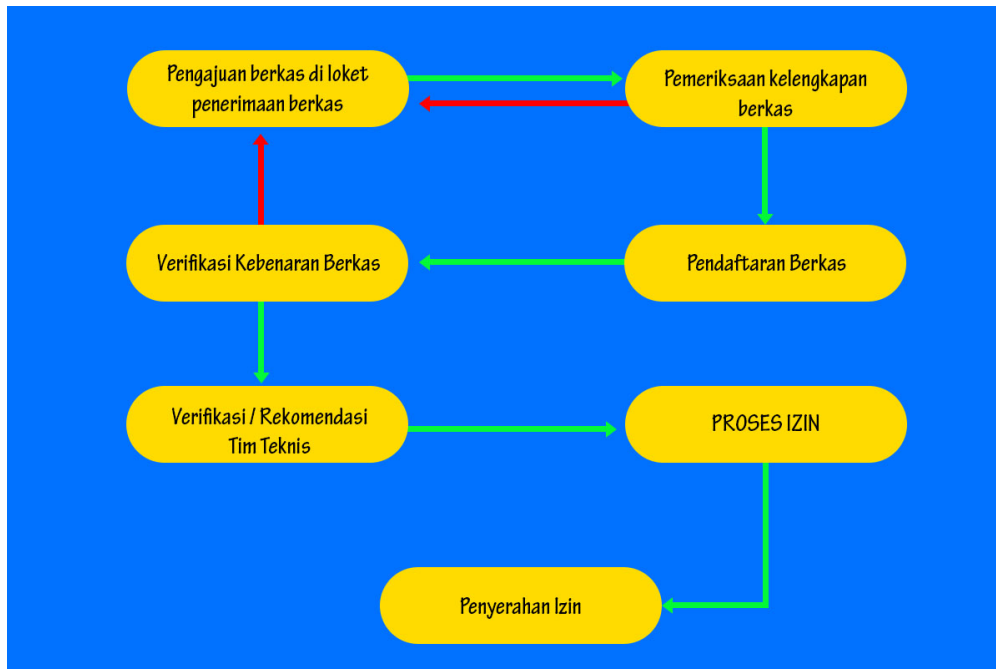 Pengajuan berkas di loket
penerimaan berkas
Pemeriksaan kelengkapan
berkas
Verifikasi Kebenaran Berkas
Pendaftaran Berkas
Verifikasi / Rekomendasi
Tim Teknis
PROSES IZIN
Penyerahan Izin